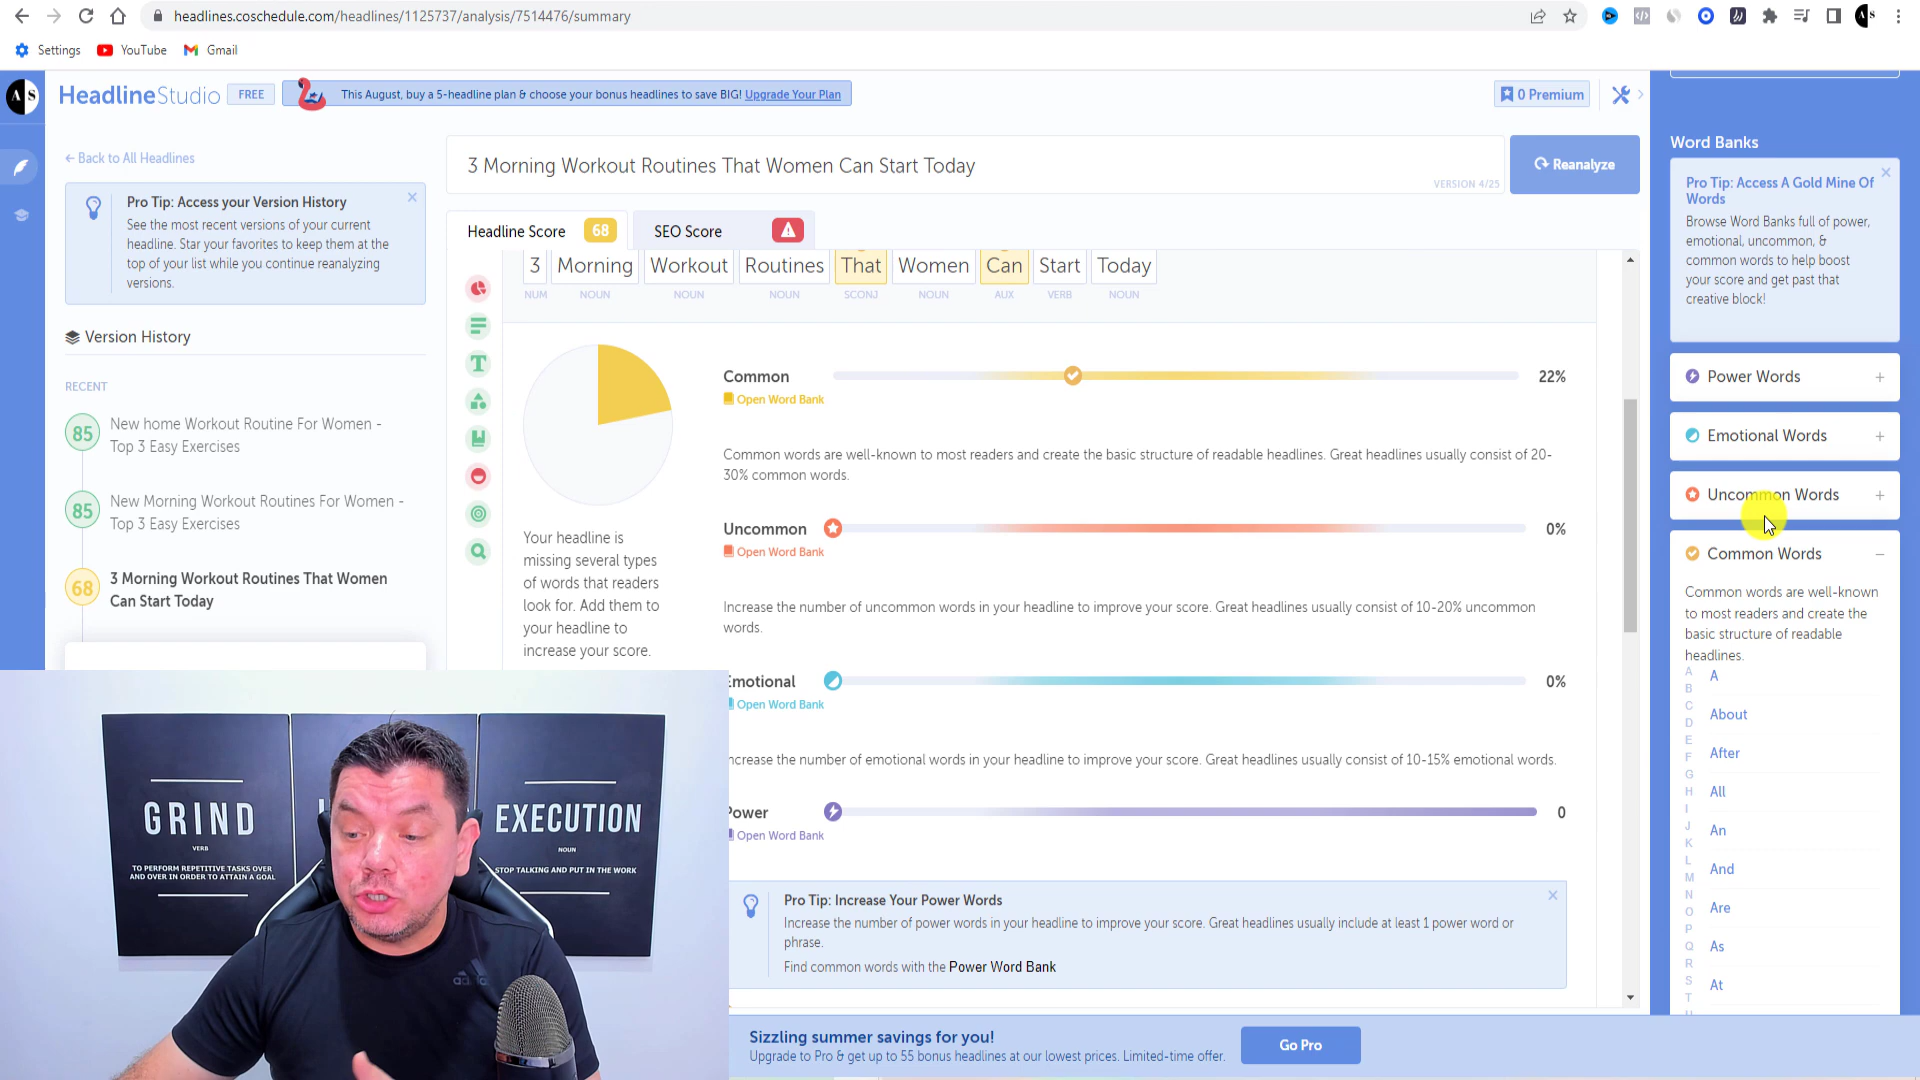 headlines.coschedule.com/headlines/1125737/analysis/7514476/summary
Settings
YouTube
Gmail
AS
HeadlineStudio
FREE
This August, buy a 5-headline plan & choose your bonus headlines to save BIG! Upgrade Your Plan
0 Premium
← Back to All Headlines
Pro Tip: Access your Version History
See the most recent versions of your current
headline. Star your favorites to keep them at the
top of your list while you continue reanalyzing
versions.
Version History
RECENT
85
New home Workout Routine For Women -
Top 3 Easy Exercises
85
New Morning Workout Routines For Women -
Top 3 Easy Exercises
68
3 Morning Workout Routines That Women
Can Start Today
3 Morning Workout Routines That Women Can Start Today
VERSION 4/25
Reanalyze
Headline Score 68
SEO Score
3 Morning Workout Routines That Women Can Start Today
NUM NOUN NOUN NOUN SCONJ NOUN AUX VERB NOUN
Your headline is
missing several types
of words that readers
look for. Add them to
your headline to
increase your score.
Common 22%
Open Word Bank
Common words are well-known to most readers and create the basic structure of readable headlines. Great headlines usually consist of 20-
30% common words.
Uncommon 0%
Open Word Bank
Increase the number of uncommon words in your headline to improve your score. Great headlines usually consist of 10-20% uncommon
words.
Emotional 0%
Open Word Bank
ncrease the number of emotional words in your headline to improve your score. Great headlines usually consist of 10-15% emotional words.
Power 0
Open Word Bank
Pro Tip: Increase Your Power Words
Increase the number of power words in your headline to improve your score. Great headlines usually include at least 1 power word or
phrase.
Find common words with the Power Word Bank
Sizzling summer savings for you!
Upgrade to Pro & get up to 55 bonus headlines at our lowest prices. Limited-time offer.
Go Pro
Word Banks
Pro Tip: Access A Gold Mine Of
Words
Browse Word Banks full of power,
emotional, uncommon, &
common words to help boost
your score and get past that
creative block!
Power Words
Emotional Words
Uncommon Words
Common Words
Common words are well-known
to most readers and create the
basic structure of readable
headlines.
A
B
C
D
E
F
G
H
I
J
K
L
M
N
O
P
Q
R
S
T
A
About
After
All
An
And
Are
As
At
GRIND
VERB
TO PERFORM REPETITIVE TASKS OVER
AND OVER IN ORDER TO ATTAIN A GOAL
EXECUTION
NOUN
STOP TALKING AND PUT IN THE WORK
adidas